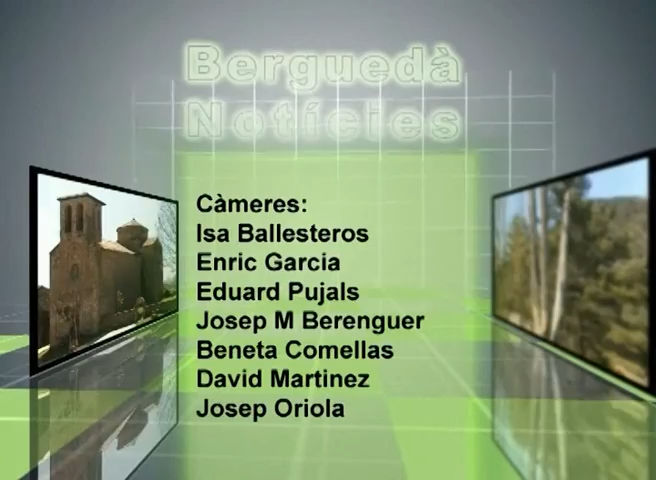 Berguedà
Notícies
Càmeres:
Isa Ballesteros
Enric Garcia
Eduard Pujals
Josep M Berenguer
Beneta Comellas
David Martinez
Josep Oriola